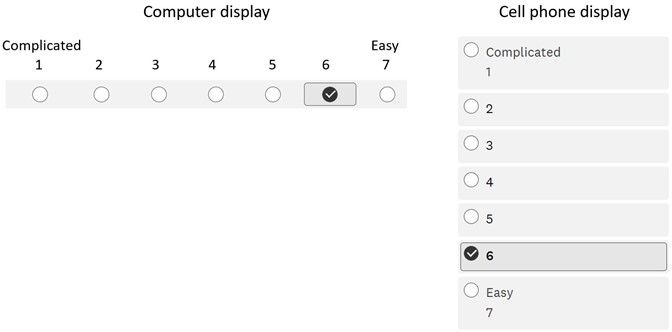 Computer display
Complicated Easy
1 2 3 4 5 6 7
Cell phone display
Complicated
1
2
3
4
5
6
Easy
7